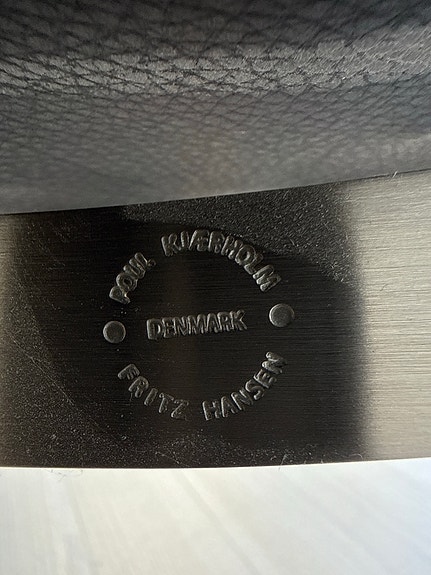 POUL KJÆRHOLM
DENMARK
FRITZ HANSEN